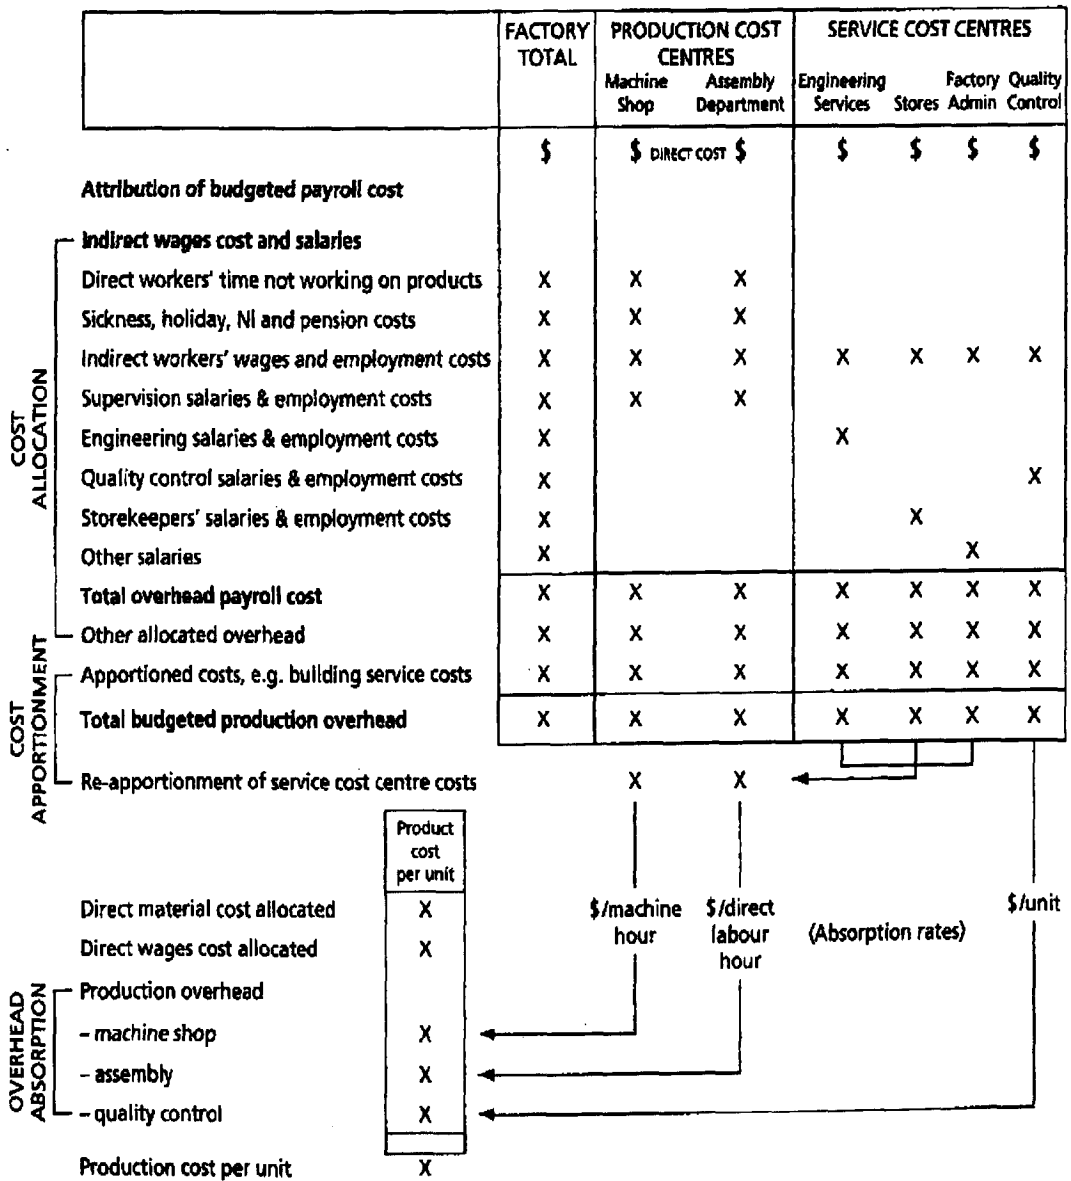 FACTORY TOTAL
PRODUCTION COST CENTRES
SERVICE COST CENTRES
Machine Shop
Assembly Department
Engineering Services
Stores
Factory Admin
Quality Control
$ $ DIRECT COST $ $ $ $ $
Attribution of budgeted payroll cost
COST ALLOCATION
Indirect wages cost and salaries
Direct workers' time not working on products X X X
Sickness, holiday, NI and pension costs X X X
Indirect workers' wages and employment costs X X X X X X X
Supervision salaries & employment costs X X X
Engineering salaries & employment costs X X
Quality control salaries & employment costs X X
Storekeepers' salaries & employment costs X X
Other salaries X X
Total overhead payroll cost X X X X X X X
Other allocated overhead X X X X X X X
COST APPORTIONMENT
Apportioned costs, e.g. building service costs X X X X X X X
Total budgeted production overhead X X X X X X X
Re-apportionment of service cost centre costs X X
Product
cost
per unit
Direct material cost allocated X
$/machine hour
$/direct labour hour
(Absorption rates)
$/unit
Direct wages cost allocated X
OVERHEAD ABSORPTION
Production overhead
– machine shop X
– assembly X
– quality control X
Production cost per unit X